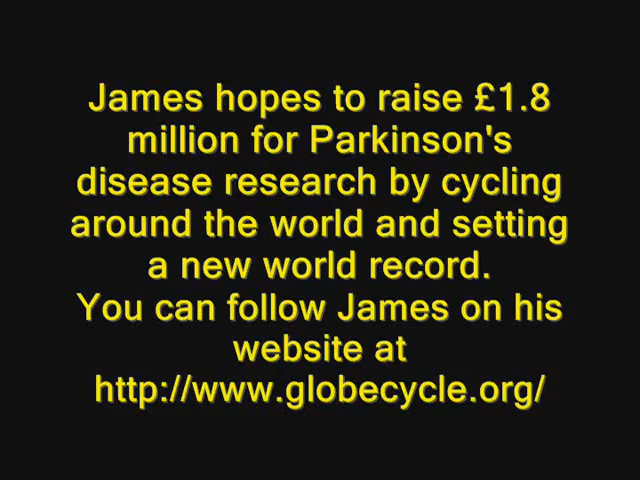 James hopes to raise £1.8
million for Parkinson's
disease research by cycling
around the world and setting
a new world record.
You can follow James on his
website at
http://www.globecycle.org/